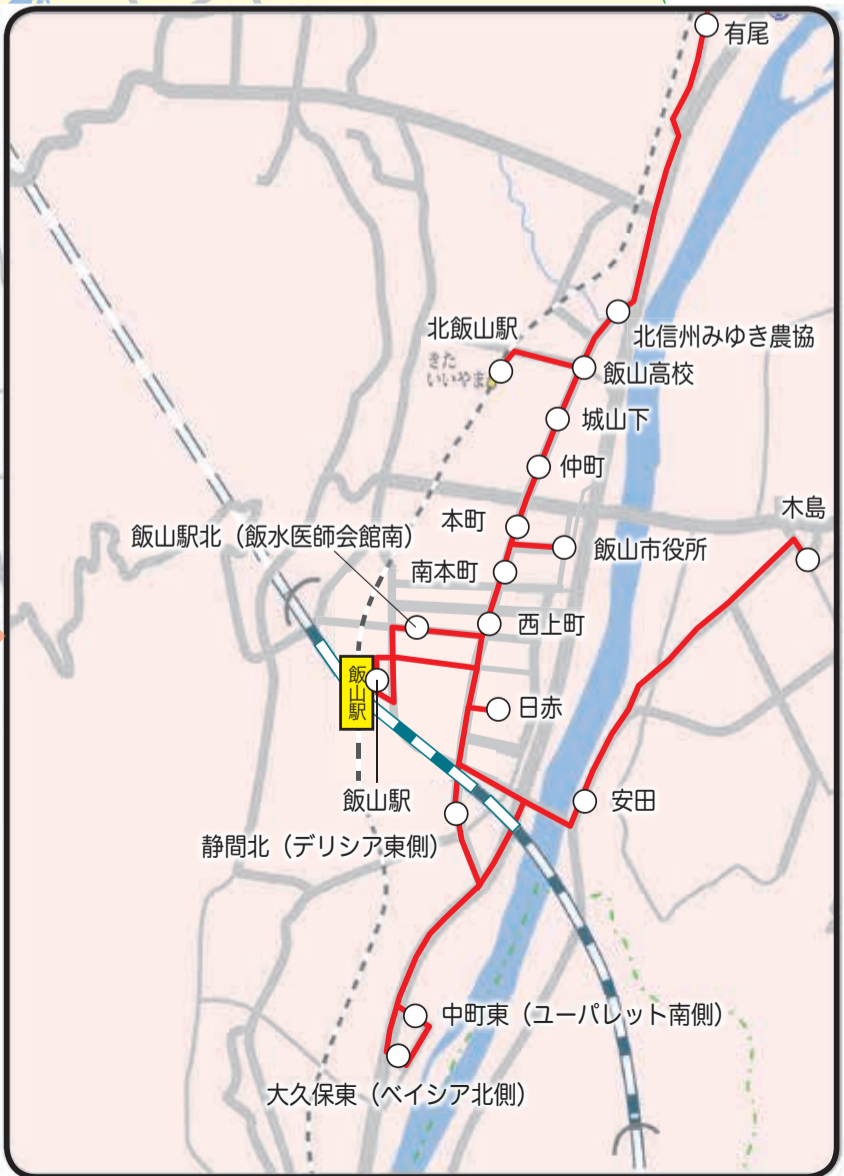 有尾
北飯山駅
北信州みゆき農協
きた
いいやま
飯山高校
城山下
仲町
木島
本町
飯山駅北（飯水医師会館南）
飯山市役所
南本町
西上町
飯山駅
日赤
飯山駅
安田
静間北（デリシア東側）
中町東（ユーパレット南側）
大久保東（ベイシア北側）